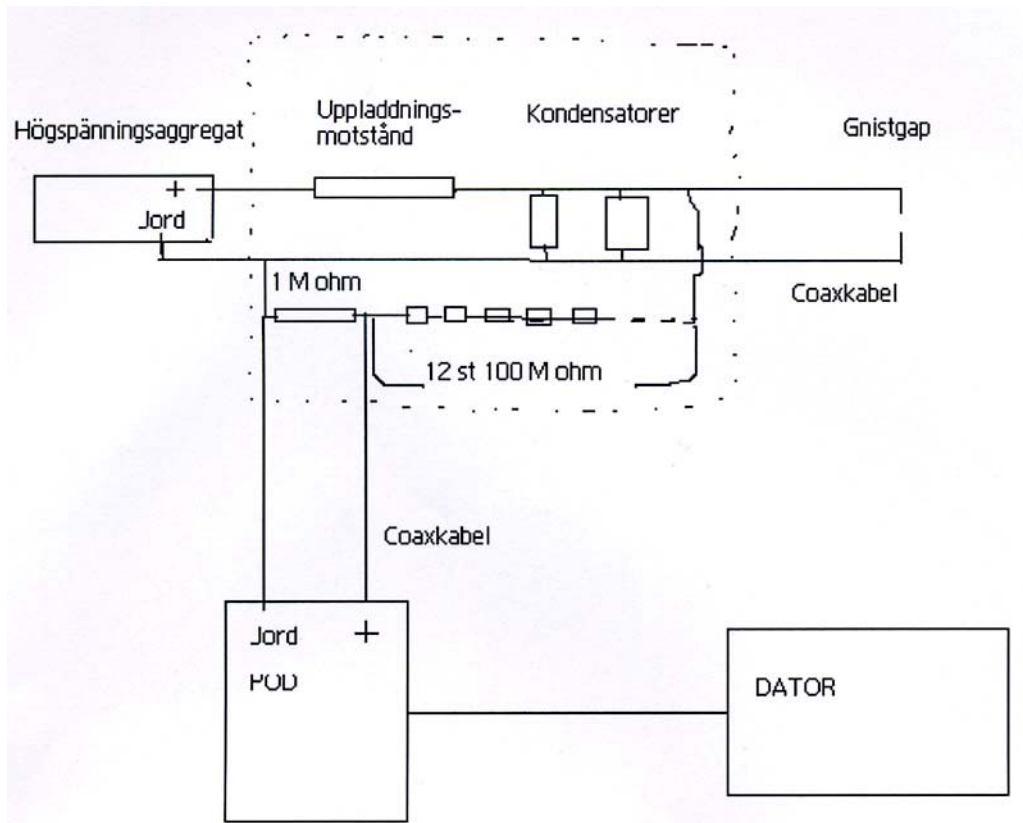 Högspänningsaggregat
Uppladdnings-
motstånd
Kondensatorer
Gnistgap
+
Jord
1 M ohm
Coaxkabel
12 st 100 M ohm
Coaxkabel
Jord +
POD
DATOR